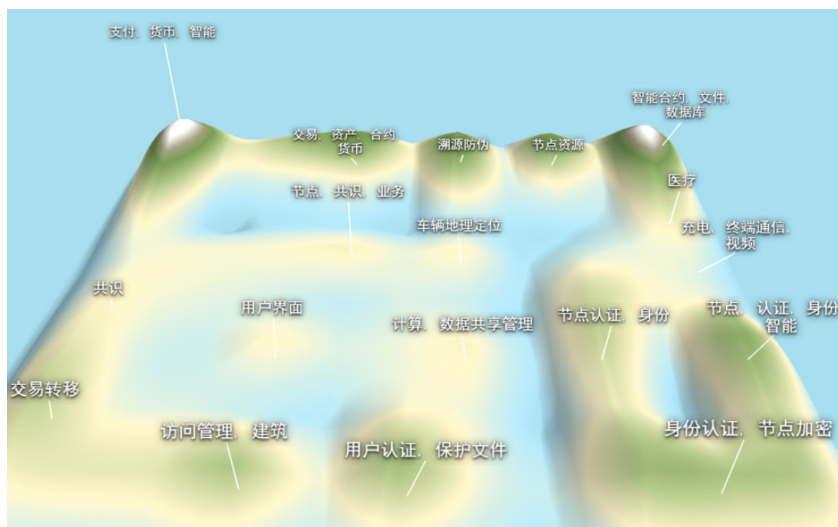 支付、货币、智能
智能合约、文件、
数据库
交易、资产、合约、
货币
溯源防伪
节点资源
医疗
节点、共识、业务
车辆地理定位
充电、终端通信、
视频
共识
用户界面
计算、数据共享管理
节点认证、身份
节点、认证、身份、
智能
交易转移
访问管理、建筑
用户认证、保护文件
身份认证、节点加密